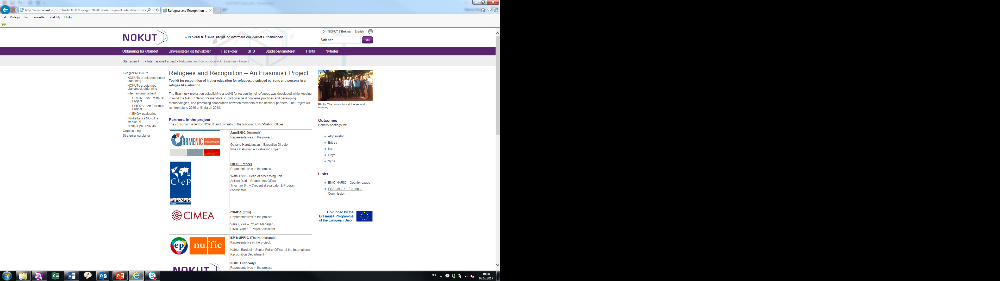 http://www.nokut.no/no/Om-NOKUT/Kva-gjer-NOKUT/Internasjonalt-arbeid/Refugees
Refugees and Recognition ...
Fil Rediger Vis Favoritter Verktøy Hjelp
Om NOKUT | Bokmål | English
NOKUT
– Vi bidrar til å sikre, utvikle og informere om kvalitet i utdanningen
Søk her
Søk
Utdanning fra utlandet Universiteter og høyskoler Fagskoler SFU Studiebarometeret Fakta Nyheter
Startsiden › ... › Internasjonalt arbeid › Refugees and Recognition – An Erasmus+ Project
Kva gjer NOKUT?
NOKUTs arbeid med norsk
utdanning
NOKUTs arbeid med
utanlandsk utdanning
Internasjonalt arbeid
ORION – An Erasmus+
Project
LIREQA – An Erasmus+
Project
ENQA-evaluering
Nøkkeltal frå NOKUTs
verksemd
NOKUT på 00:02:46
Organisering
Strategier og planer
Refugees and Recognition – An Erasmus+ Project
Toolkit for recognition of higher education for refugees, displaced persons and persons in a
refugee-like situation.
The Erasmus+ project on establishing a toolkit for recognition of refugees was developed while keeping
in mind the NARIC Network's mandate, in particular as it concerns practices and developing
methodologies, and promoting cooperation between members of the network partners. The Project will
run from June 2016 until March 2018.
Partners in the project
The consortium is led by NOKUT and consists of the following ENIC-NARIC offices:
ARMENIC
www.armenic.am
ArmENIC (Armenia)
Representatives in the project:
Gayane Harutyunyan – Executive Director
Inna Ghabulyan – Evaluation Expert
Ciep
Enic-Naric
France
CIEP (France)
Representatives in the project:
Wafa Triek – Head of processing unit
Anissa Dziri – Programme Officer
Jingchao Shi – Credential evaluator & Program
coordinator
CIMEA
CIMEA (Italy)
Representatives in the project:
Vera Lucke – Project Manager
Silvia Bianco – Project Assistant
ep nuffic
EP-NUFFIC (The Netherlands)
Representative in the project:
Katrien Bardoel – Senior Policy Officer at the International
Recognition Department
NOKUT
NOKUT (Norway)
Representatives in the project:
Photo: The consortium at the second
meeting
Outcomes
Country briefings for:
Afghanistan
Eritrea
Iraq
Libya
Syria
Links
ENIC-NARIC – Country pages
ERASMUS+ – European
Commission
Co-funded by the
Erasmus+ Programme
of the European Union
NO
10:08
08.05.2017